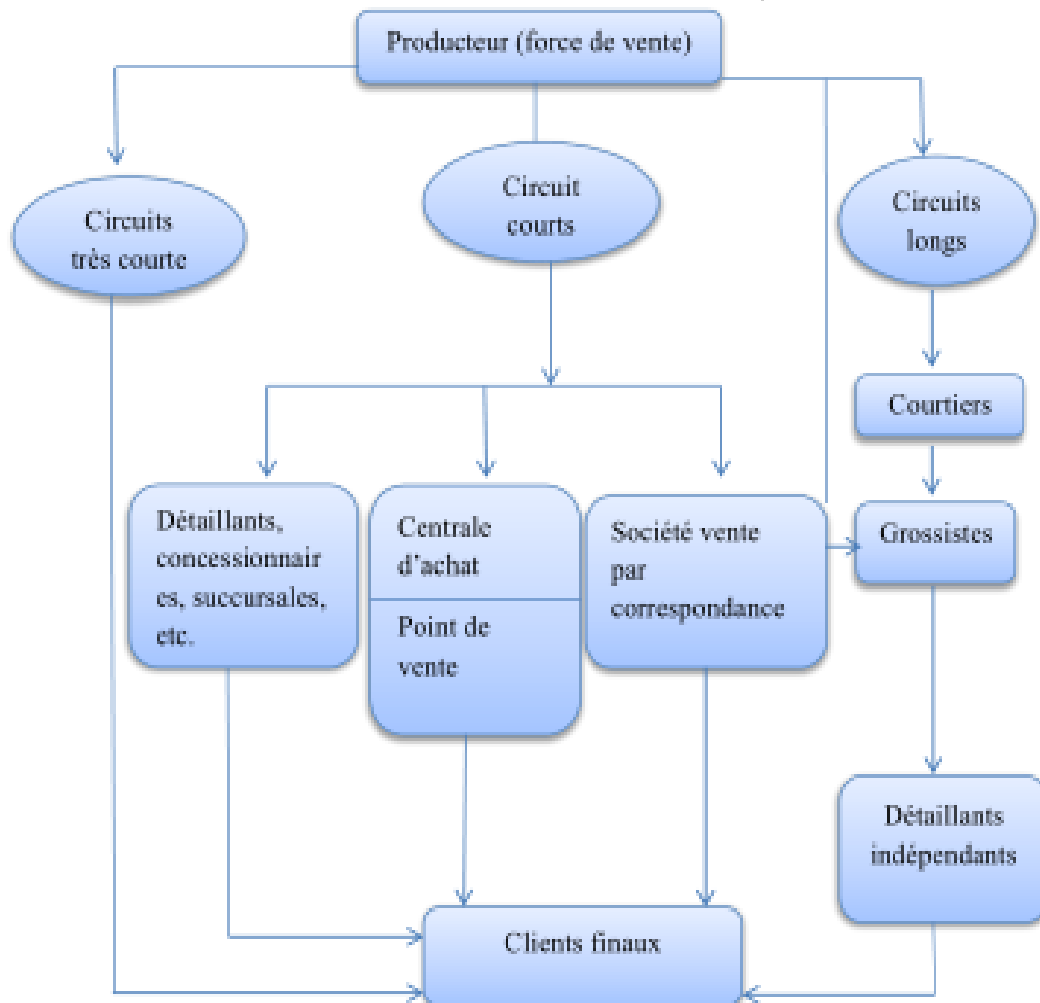 Producteur (force de vente)
Circuits
très courte
Circuit
courts
Circuits
longs
Courtiers
Détaillants,
concessionnair
es, succursales,
etc.
Centrale
d'achat
Point de
vente
Société vente
par
correspondance
Grossistes
Détaillants
indépendants
Clients finaux